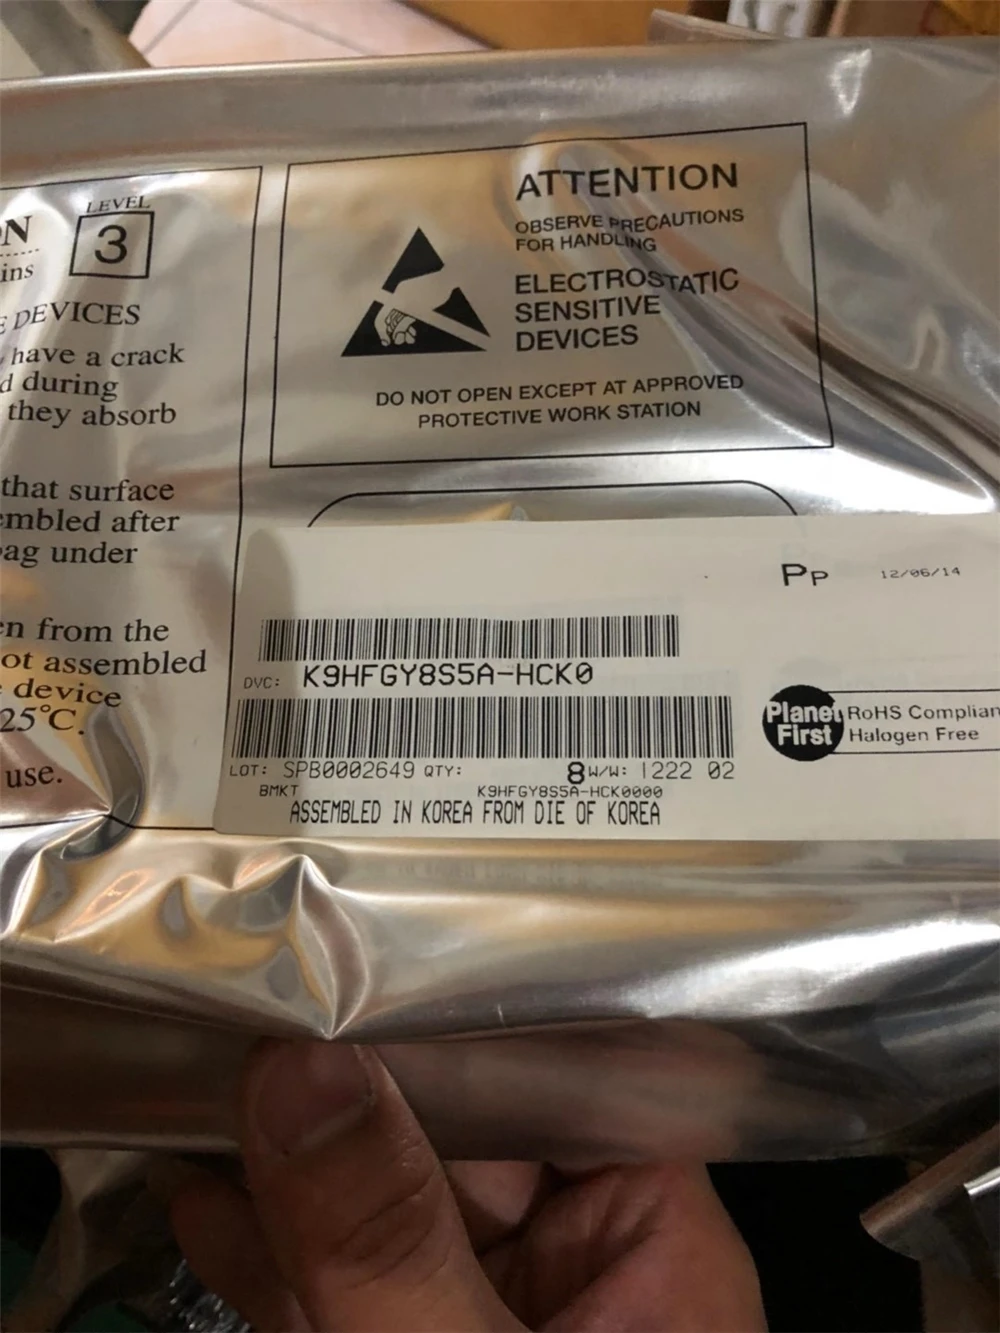 N
LEVEL
3
ins
DEVICES
have a crack
d during
they absorb
that surface
embled after
bag under
en from the
ot assembled
device
25°C.
use.
ATTENTION
OBSERVE PRECAUTIONS
FOR HANDLING
ELECTROSTATIC
SENSITIVE
DEVICES
DO NOT OPEN EXCEPT AT APPROVED
PROTECTIVE WORK STATION
PP 12/06/14
DVC: K9HFGY8S5A-HCK0
Planet First
RoHS Complian
Halogen Free
LOT: SPB0002649 QTY: 8 W/W: 1222 02
BMKT K9HFGY8S5A-HCK0000
ASSEMBLED IN KOREA FROM DIE OF KOREA